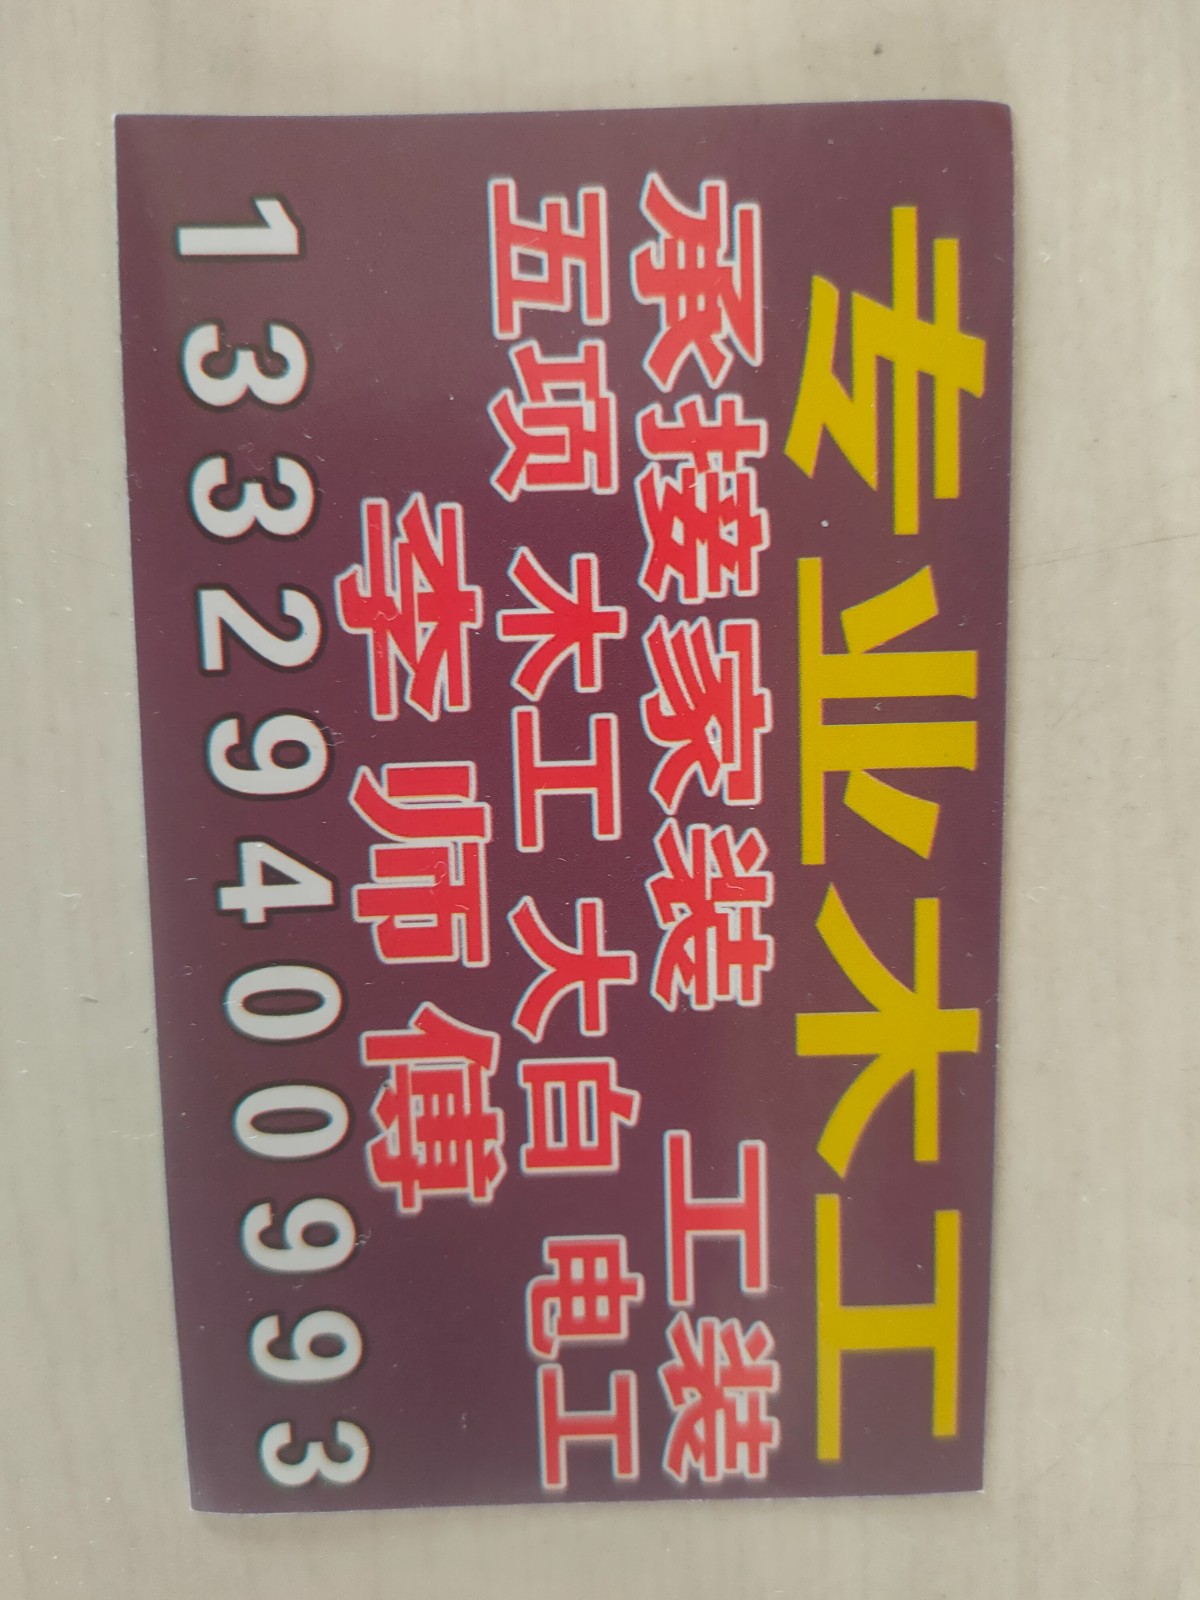 专业木工
承接家装 工装
五项 木工大白 电工
李师傅
13329400993